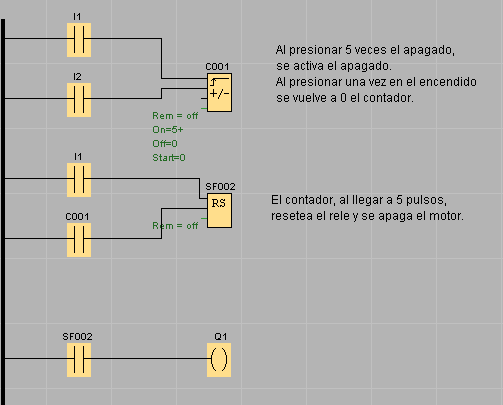 I1
C001
Al presionar 5 veces el apagado,
se activa el apagado.
Al presionar una vez en el encendido
se vuelve a 0 el contador.
I2
+/-
Rem = off
On=5+
Off=0
Start=0
I1
SF002
RS
El contador, al llegar a 5 pulsos,
resetea el rele y se apaga el motor.
C001
Rem = off
SF002
Q1